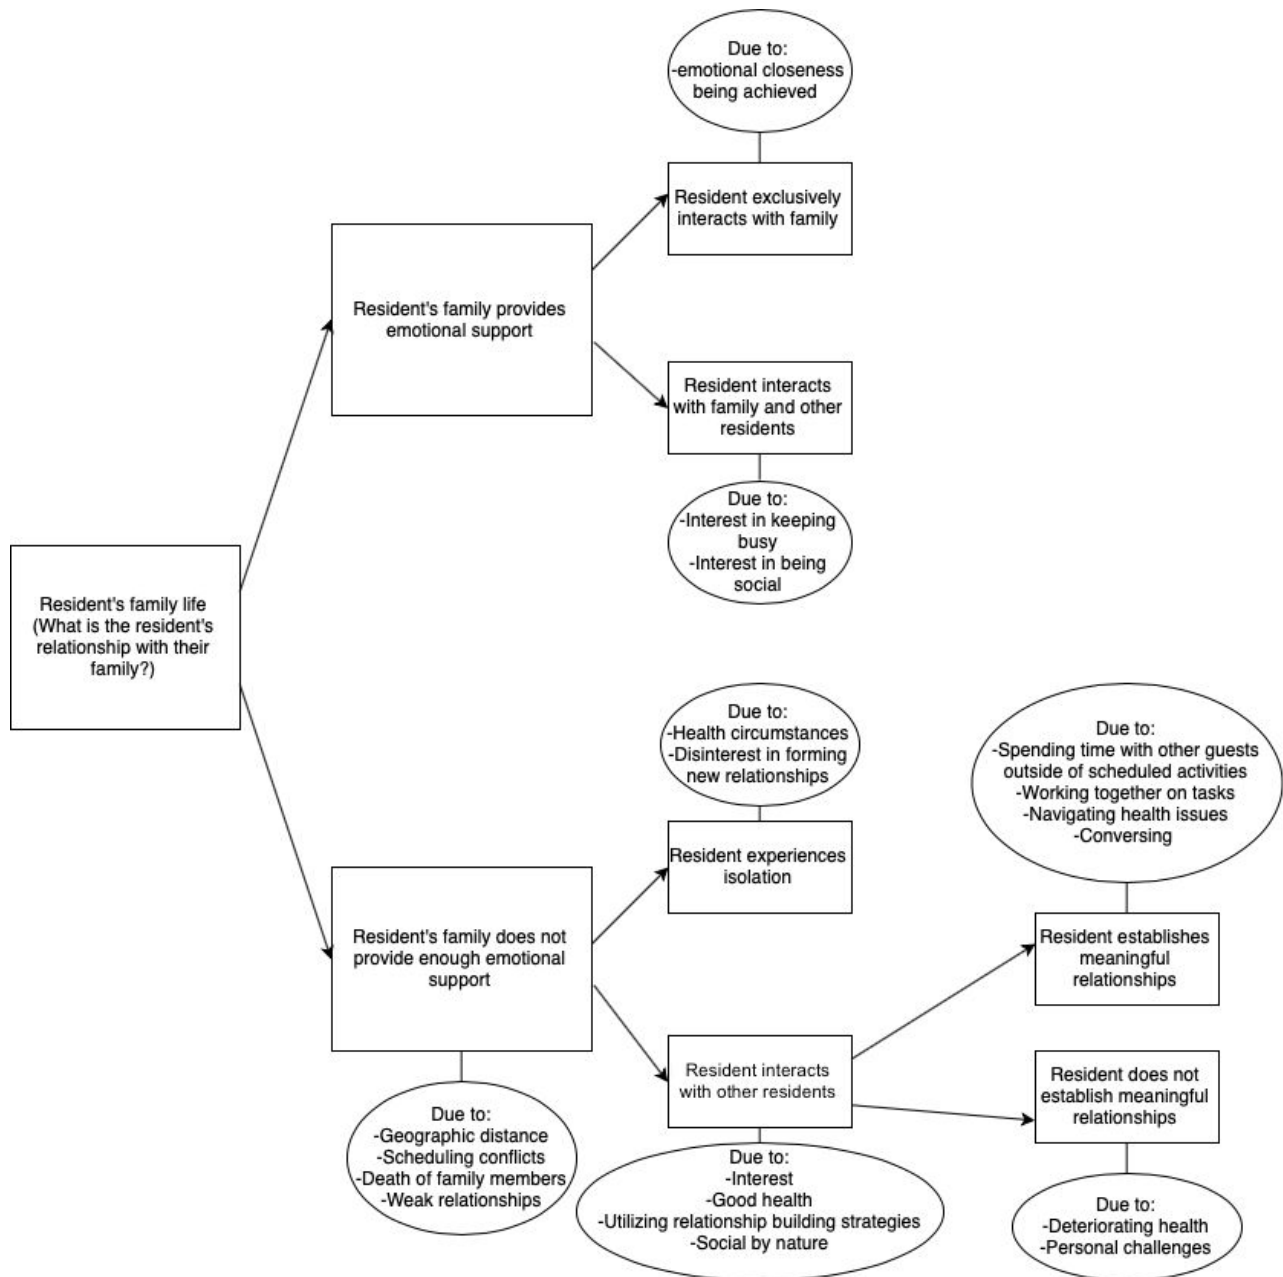 Due to:
-emotional closeness
being achieved
Resident exclusively
interacts with family
Resident's family provides
emotional support
Resident interacts
with family and other
residents
Due to:
-Interest in keeping
busy
-Interest in being
social
Resident's family life
(What is the resident's
relationship with their
family?)
Due to:
-Health circumstances
-Disinterest in forming
new relationships
Due to:
-Spending time with other guests
outside of scheduled activities
-Working together on tasks
-Navigating health issues
-Conversing
Resident experiences
isolation
Resident's family does not
provide enough emotional
support
Resident establishes
meaningful
relationships
Resident interacts
with other residents
Resident does not
establish meaningful
relationships
Due to:
-Geographic distance
-Scheduling conflicts
-Death of family members
-Weak relationships
Due to:
-Interest
-Good health
-Utilizing relationship building strategies
-Social by nature
Due to:
-Deteriorating health
-Personal challenges